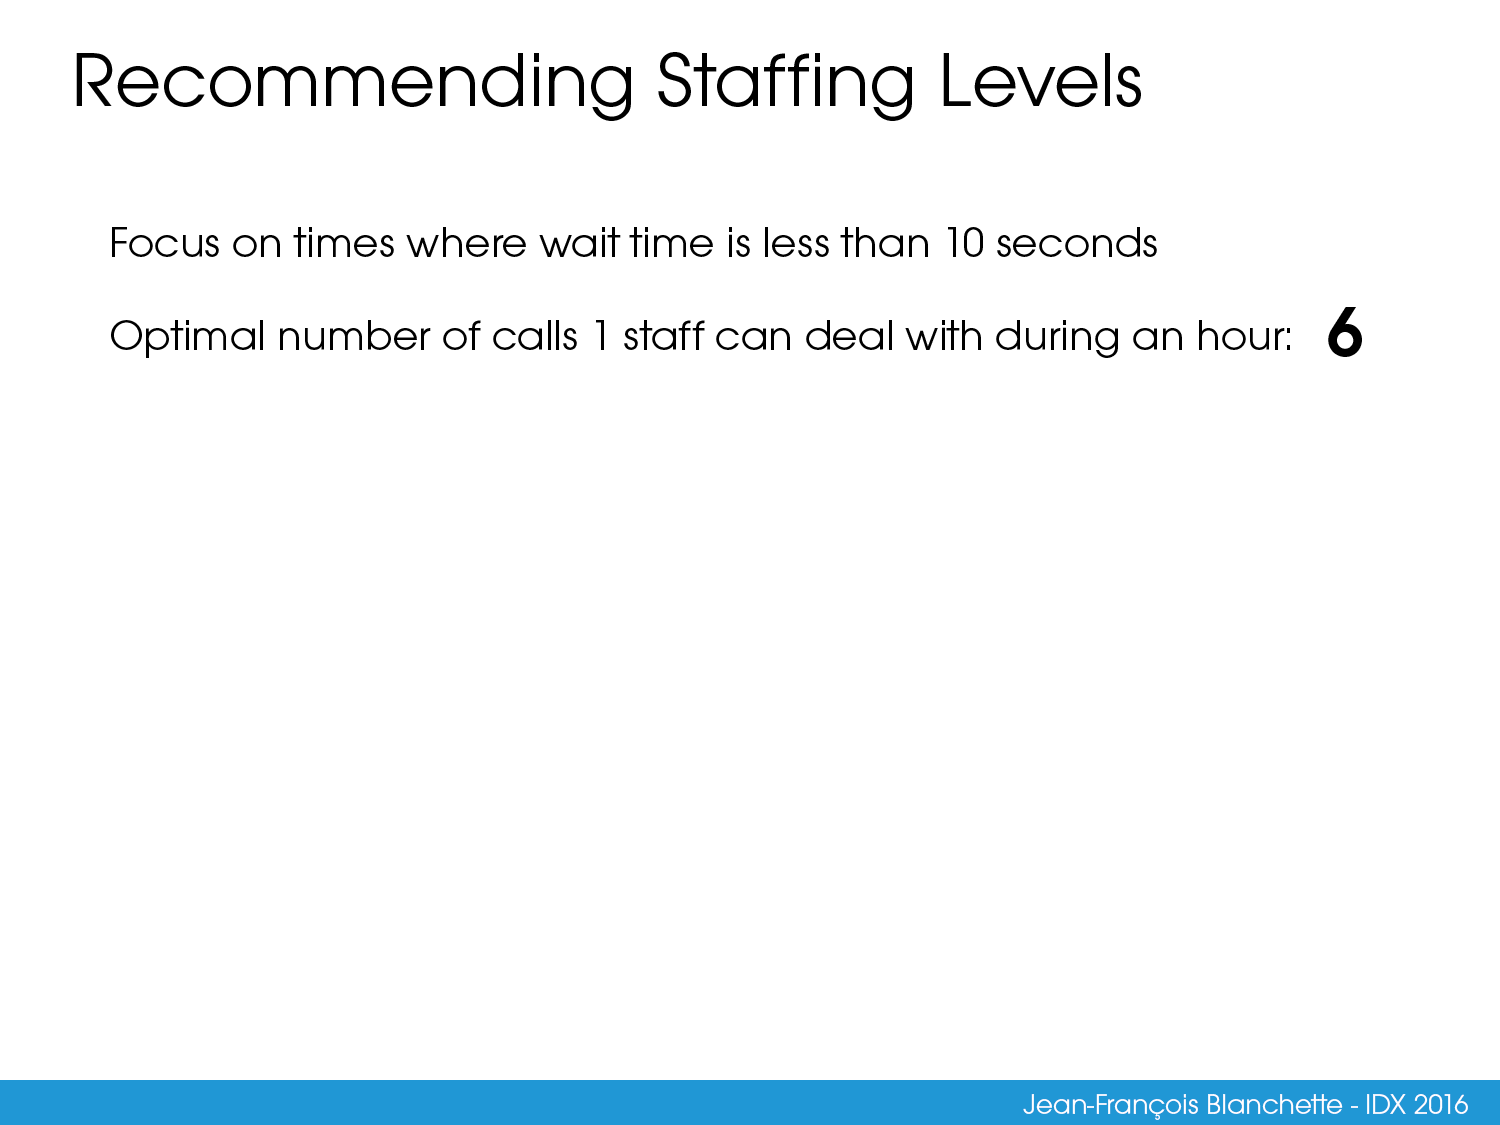 Recommending Staffing Levels
Focus on times where wait time is less than 10 seconds
Optimal number of calls 1 staff can deal with during an hour: 6
Jean-François Blanchette - IDX 2016